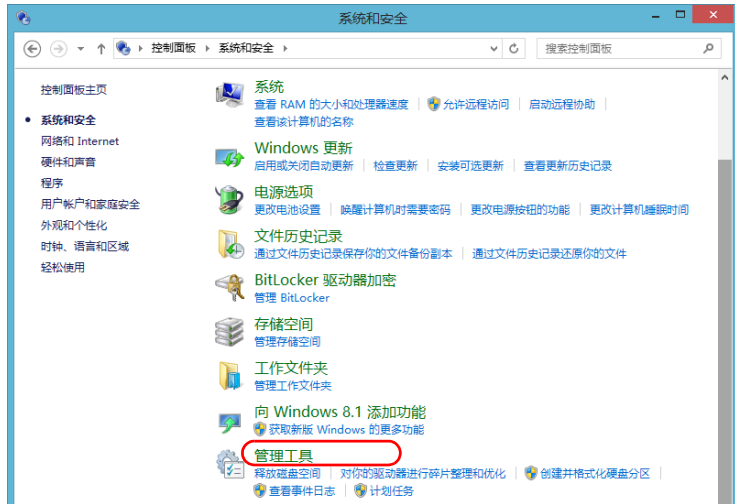 系统和安全
控制面板 系统和安全
搜索控制面板
控制面板主页
系统和安全
网络和 Internet
硬件和声音
程序
用户帐户和家庭安全
外观和个性化
时钟、语言和区域
轻松使用
系统
查看 RAM 的大小和处理器速度 允许远程访问 启动远程协助
查看该计算机的名称
Windows 更新
启用或关闭自动更新 检查更新 安装可选更新 查看更新历史记录
电源选项
更改电池设置 唤醒计算机时需要密码 更改电源按钮的功能 更改计算机睡眠时间
文件历史记录
通过文件历史记录保存你的文件备份副本 通过文件历史记录还原你的文件
BitLocker 驱动器加密
管理 BitLocker
存储空间
管理存储空间
工作文件夹
管理工作文件夹
向 Windows 8.1 添加功能
获取新版 Windows 的更多功能
管理工具
释放磁盘空间 对你的驱动器进行碎片整理和优化 创建并格式化硬盘分区
查看事件日志 计划任务